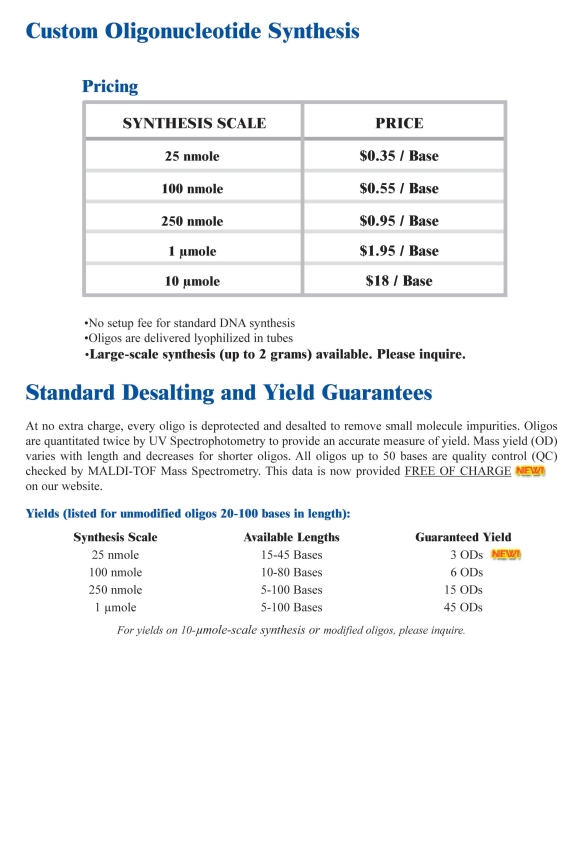 Custom Oligonucleotide Synthesis
Pricing
SYNTHESIS SCALE PRICE
25 nmole $0.35 / Base
100 nmole $0.55 / Base
250 nmole $0.95 / Base
1 µmole $1.95 / Base
10 µmole $18 / Base
•No setup fee for standard DNA synthesis
•Oligos are delivered lyophilized in tubes
•Large-scale synthesis (up to 2 grams) available. Please inquire.
Standard Desalting and Yield Guarantees
At no extra charge, every oligo is deprotected and desalted to remove small molecule impurities. Oligos
are quantitated twice by UV Spectrophotometry to provide an accurate measure of yield. Mass yield (OD)
varies with length and decreases for shorter oligos. All oligos up to 50 bases are quality control (QC)
checked by MALDI-TOF Mass Spectrometry. This data is now provided FREE OF CHARGE NEW!
on our website.
Yields (listed for unmodified oligos 20-100 bases in length):
Synthesis Scale Available Lengths Guaranteed Yield
25 nmole 15-45 Bases 3 ODs NEW!
100 nmole 10-80 Bases 6 ODs
250 nmole 5-100 Bases 15 ODs
1 µmole 5-100 Bases 45 ODs
For yields on 10-µmole-scale synthesis or modified oligos, please inquire.